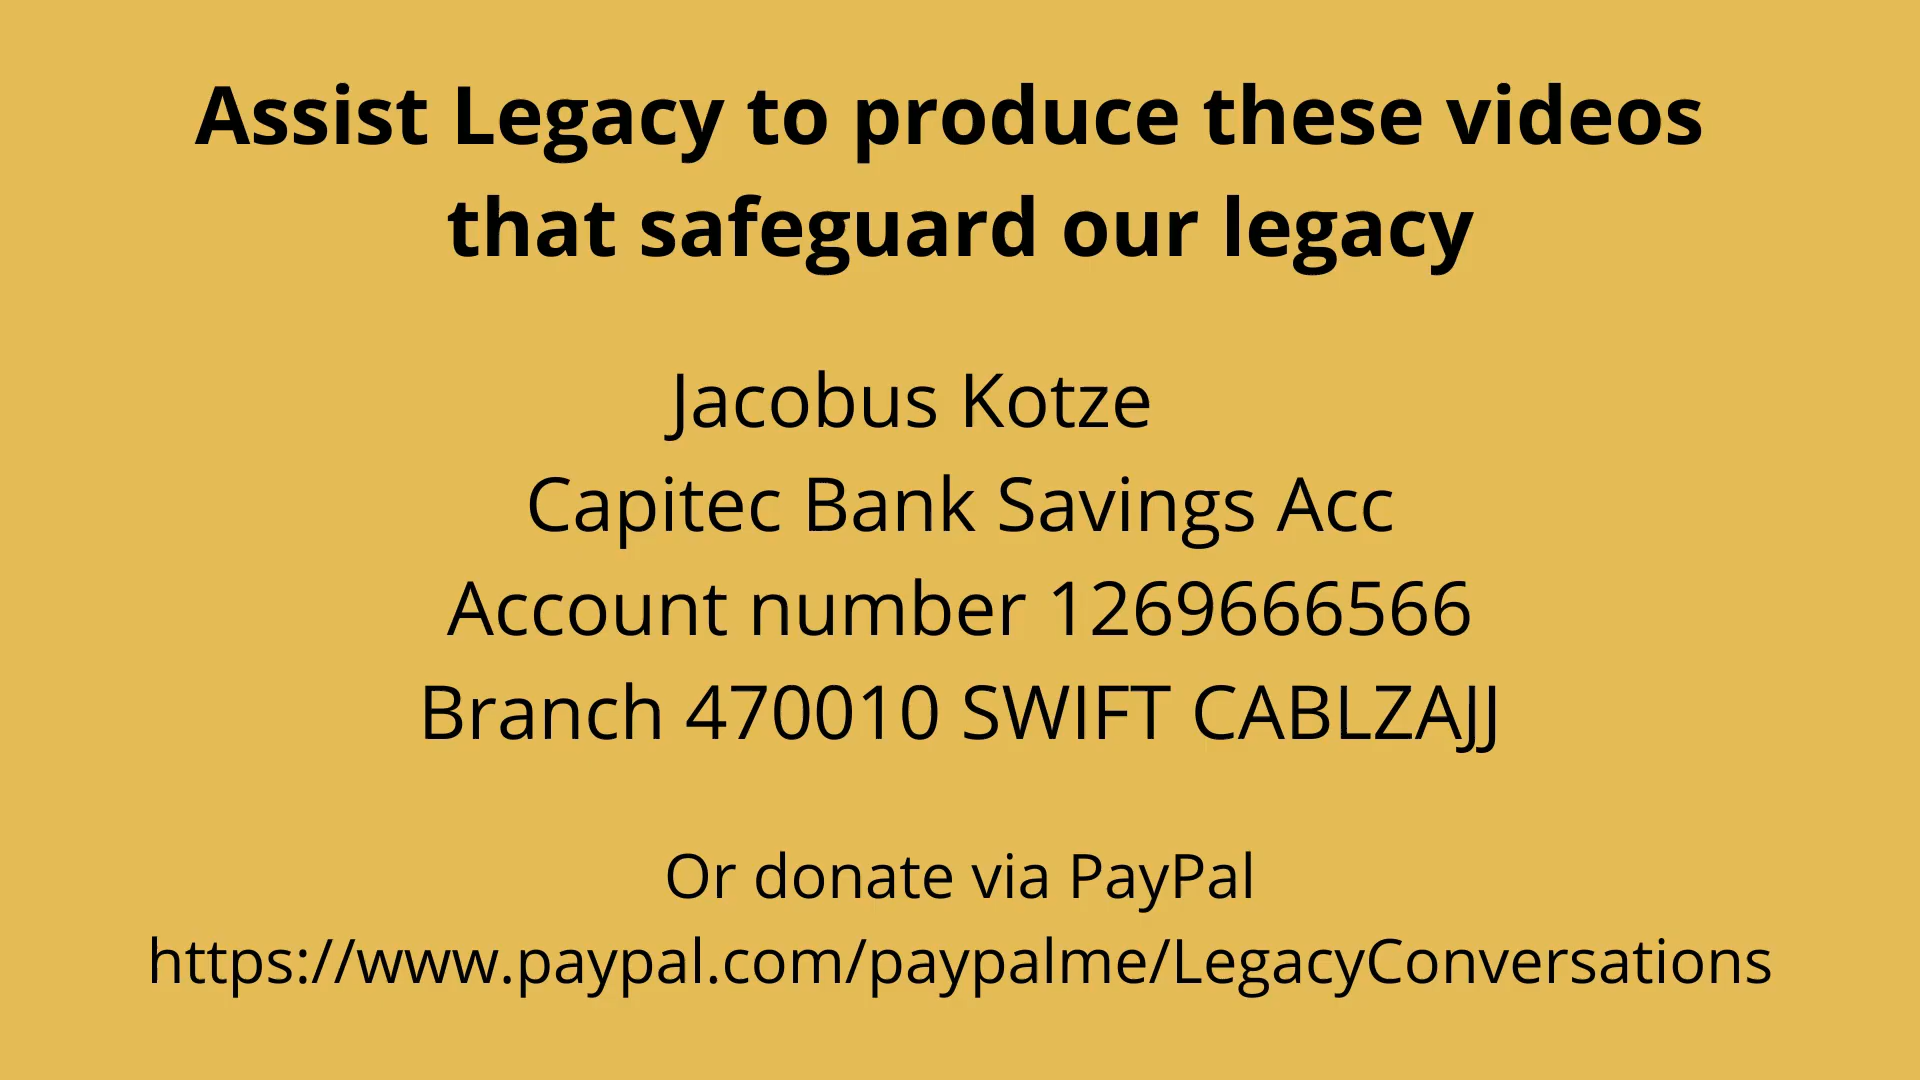 Assist Legacy to produce these videos
that safeguard our legacy
Jacobus Kotze
Capitec Bank Savings Acc
Account number 1269666566
Branch 470010 SWIFT CABLZAJJ
Or donate via PayPal
https://www.paypal.com/paypalme/LegacyConversations